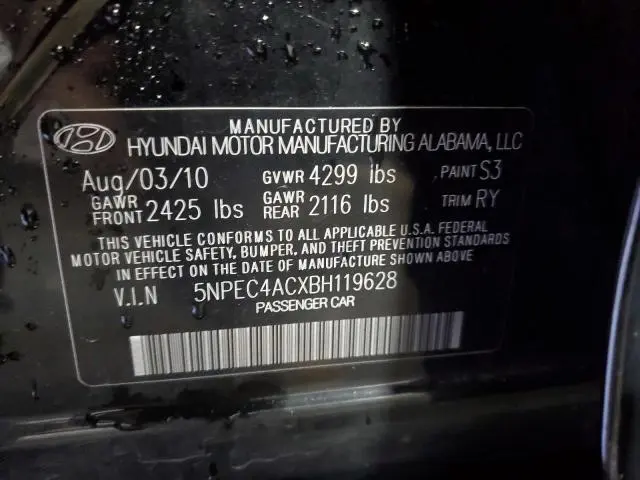 MANUFACTURED BY
HYUNDAI MOTOR MANUFACTURING ALABAMA, LLC
Aug/03/10 GVWR 4299 lbs PAINT S3
GAWR FRONT 2425 lbs GAWR REAR 2116 lbs TRIM RY
THIS VEHICLE CONFORMS TO ALL APPLICABLE U.S.A. FEDERAL
MOTOR VEHICLE SAFETY, BUMPER, AND THEFT PREVENTION STANDARDS
IN EFFECT ON THE DATE OF MANUFACTURE SHOWN ABOVE
V.I.N 5NPEC4ACXBH119628
PASSENGER CAR